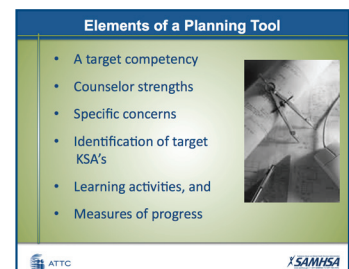 Elements of a Planning Tool
• A target competency
• Counselor strengths
• Specific concerns
• Identification of target
KSA's
• Learning activities, and
• Measures of progress
ATTC
SAMHSA